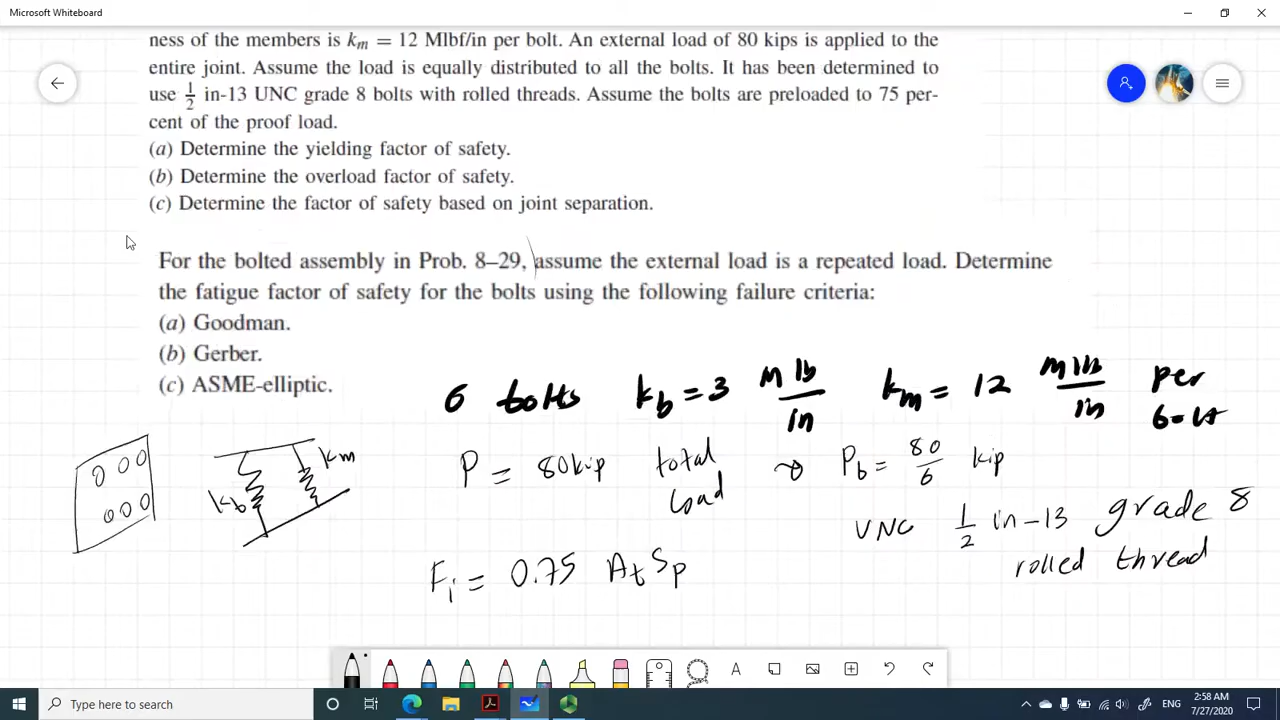 Microsoft Whiteboard
ness of the members is km = 12 Mlbf/in per bolt. An external load of 80 kips is applied to the
entire joint. Assume the load is equally distributed to all the bolts. It has been determined to
use 1/2 in-13 UNC grade 8 bolts with rolled threads. Assume the bolts are preloaded to 75 per-
cent of the proof load.
(a) Determine the yielding factor of safety.
(b) Determine the overload factor of safety.
(c) Determine the factor of safety based on joint separation.
For the bolted assembly in Prob. 8–29, assume the external load is a repeated load. Determine
the fatigue factor of safety for the bolts using the following failure criteria:
(a) Goodman.
(b) Gerber.
(c) ASME-elliptic.
6 bolts kb = 3 Mlb/in km = 12 Mlb/in per bolt
kb km
P = 80kip total load → Pb = 80/6 kip
UNC 1/2 in-13 grade 8
rolled thread
Fi = 0.75 At Sp
A
Type here to search
ENG
2:58 AM
7/27/2020
6